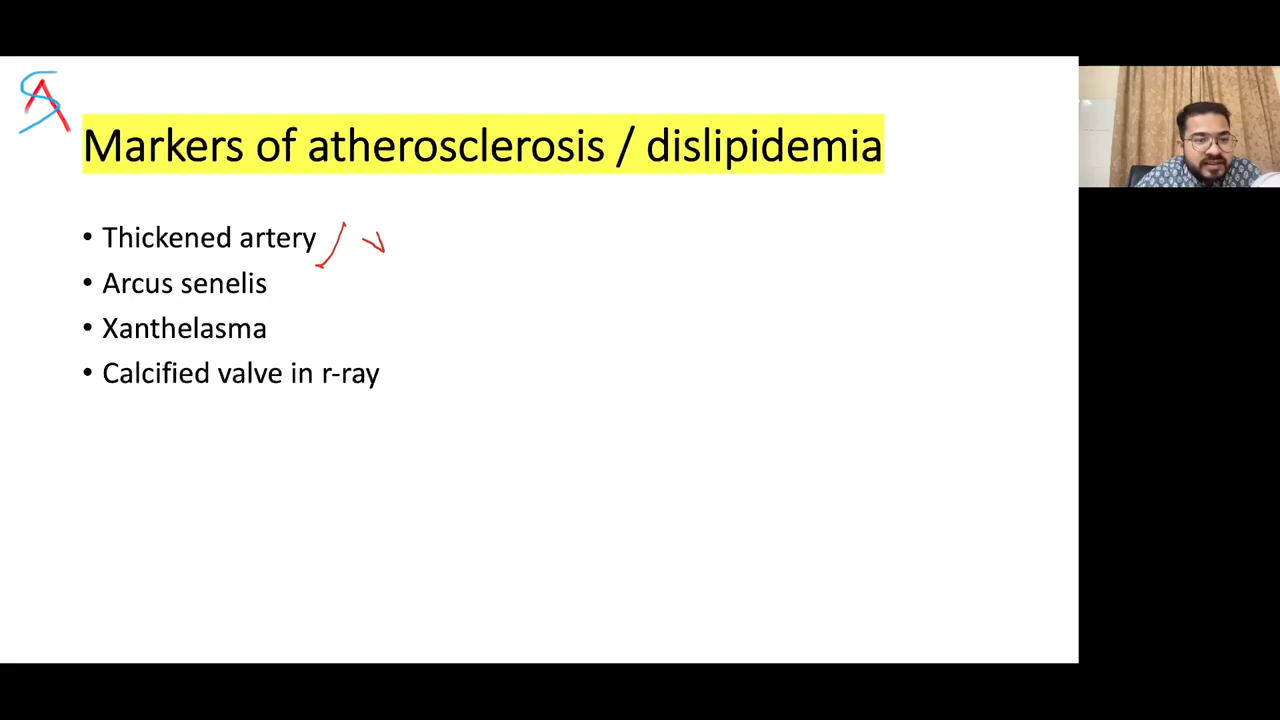 Markers of atherosclerosis / dislipidemia
• Thickened artery
• Arcus senelis
• Xanthelasma
• Calcified valve in r-ray